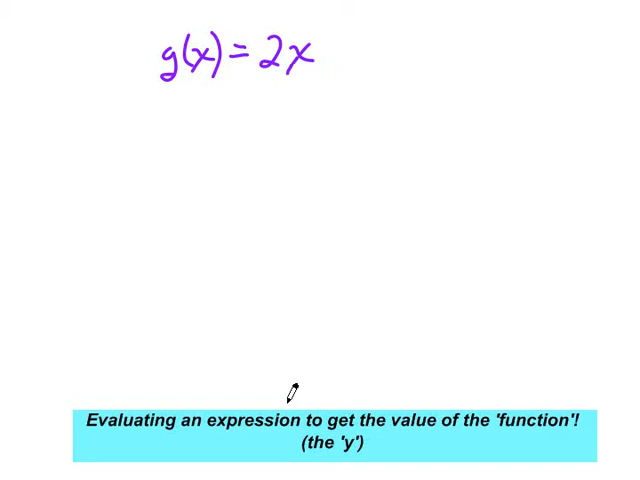 g(x) = 2x
Evaluating an expression to get the value of the 'function'!
(the 'y')